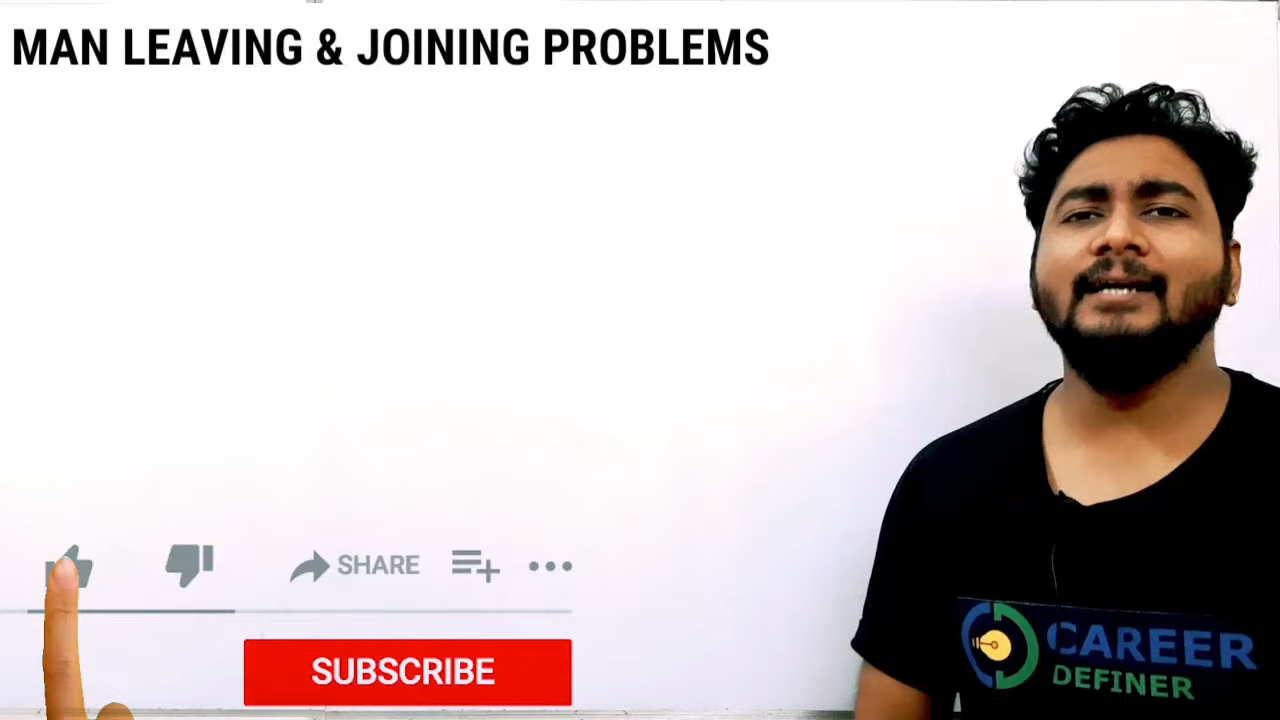 MAN LEAVING & JOINING PROBLEMS
SHARE
SUBSCRIBE
CAREER
DEFINER